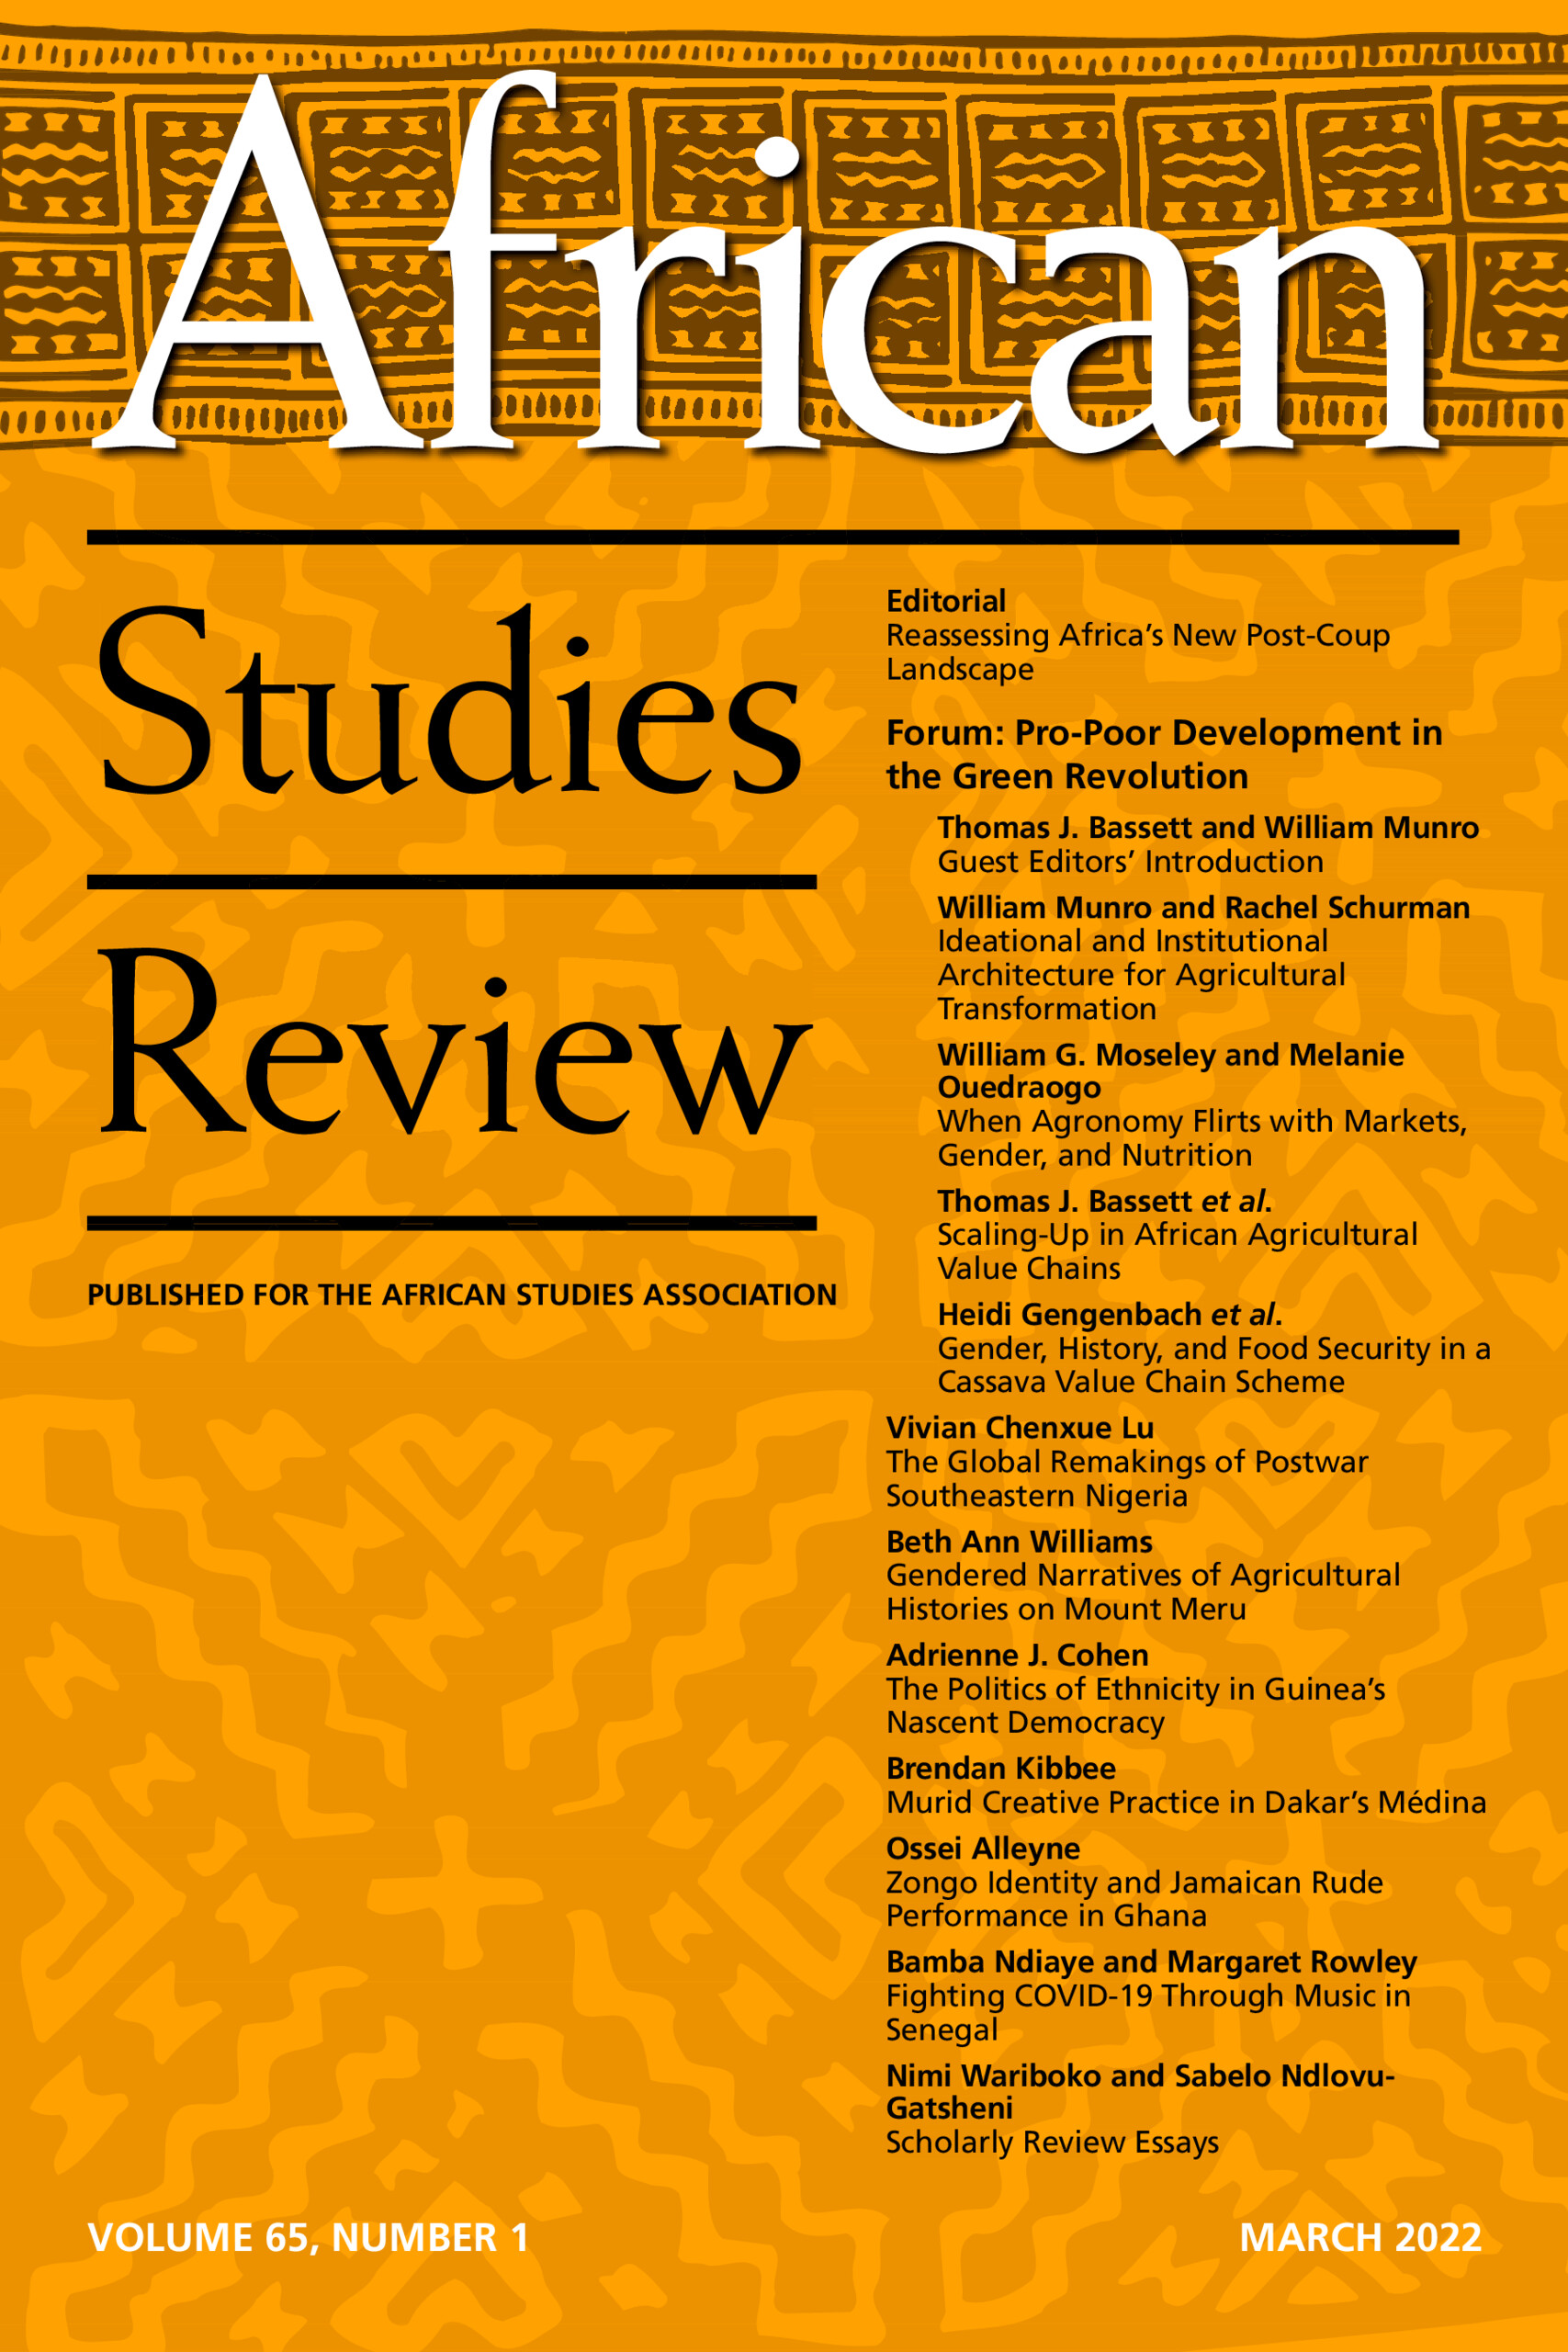 African
Studies
Review
PUBLISHED FOR THE AFRICAN STUDIES ASSOCIATION
Editorial
Reassessing Africa’s New Post-Coup
Landscape
Forum: Pro-Poor Development in
the Green Revolution
Thomas J. Bassett and William Munro
Guest Editors’ Introduction
William Munro and Rachel Schurman
Ideational and Institutional
Architecture for Agricultural
Transformation
William G. Moseley and Melanie
Ouedraogo
When Agronomy Flirts with Markets,
Gender, and Nutrition
Thomas J. Bassett et al.
Scaling-Up in African Agricultural
Value Chains
Heidi Gengenbach et al.
Gender, History, and Food Security in a
Cassava Value Chain Scheme
Vivian Chenxue Lu
The Global Remakings of Postwar
Southeastern Nigeria
Beth Ann Williams
Gendered Narratives of Agricultural
Histories on Mount Meru
Adrienne J. Cohen
The Politics of Ethnicity in Guinea’s
Nascent Democracy
Brendan Kibbee
Murid Creative Practice in Dakar’s Médina
Ossei Alleyne
Zongo Identity and Jamaican Rude
Performance in Ghana
Bamba Ndiaye and Margaret Rowley
Fighting COVID-19 Through Music in
Senegal
Nimi Wariboko and Sabelo Ndlovu-
Gatsheni
Scholarly Review Essays
VOLUME 65, NUMBER 1
MARCH 2022